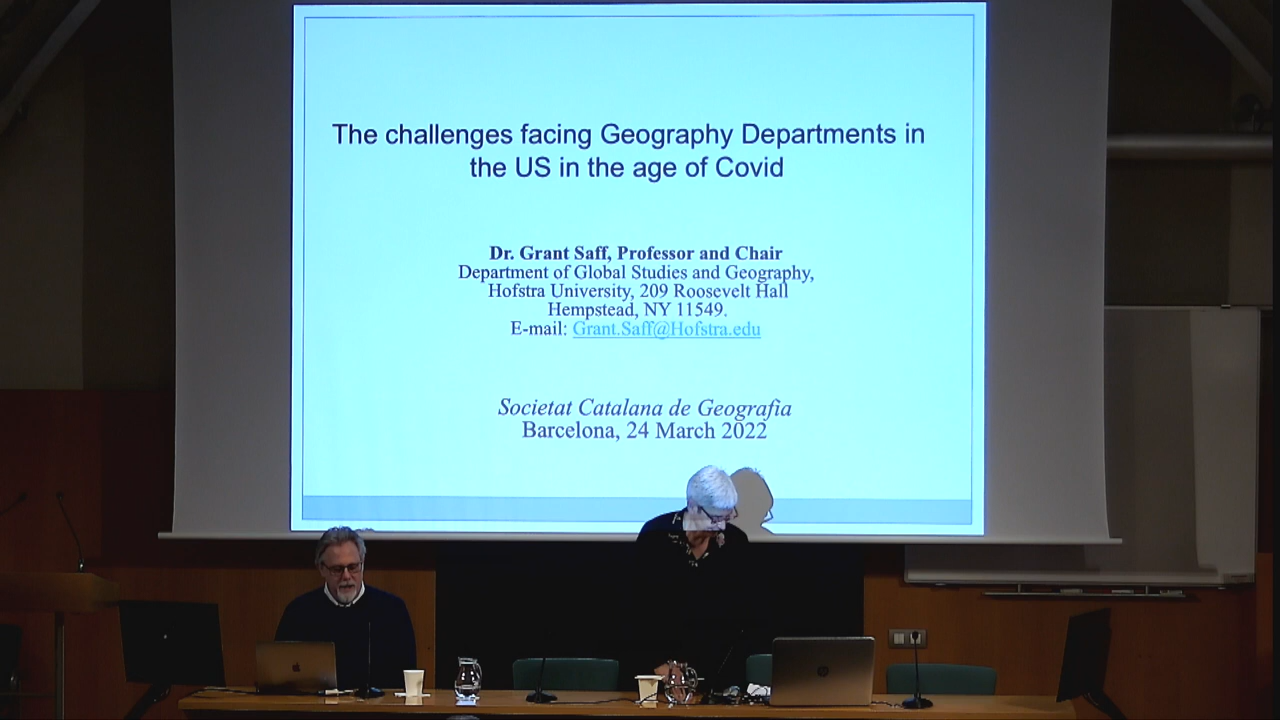 The challenges facing Geography Departments in
the US in the age of Covid
Dr. Grant Saff, Professor and Chair
Department of Global Studies and Geography,
Hofstra University, 209 Roosevelt Hall
Hempstead, NY 11549.
E-mail: Grant.Saff@Hofstra.edu
Societat Catalana de Geografia
Barcelona, 24 March 2022